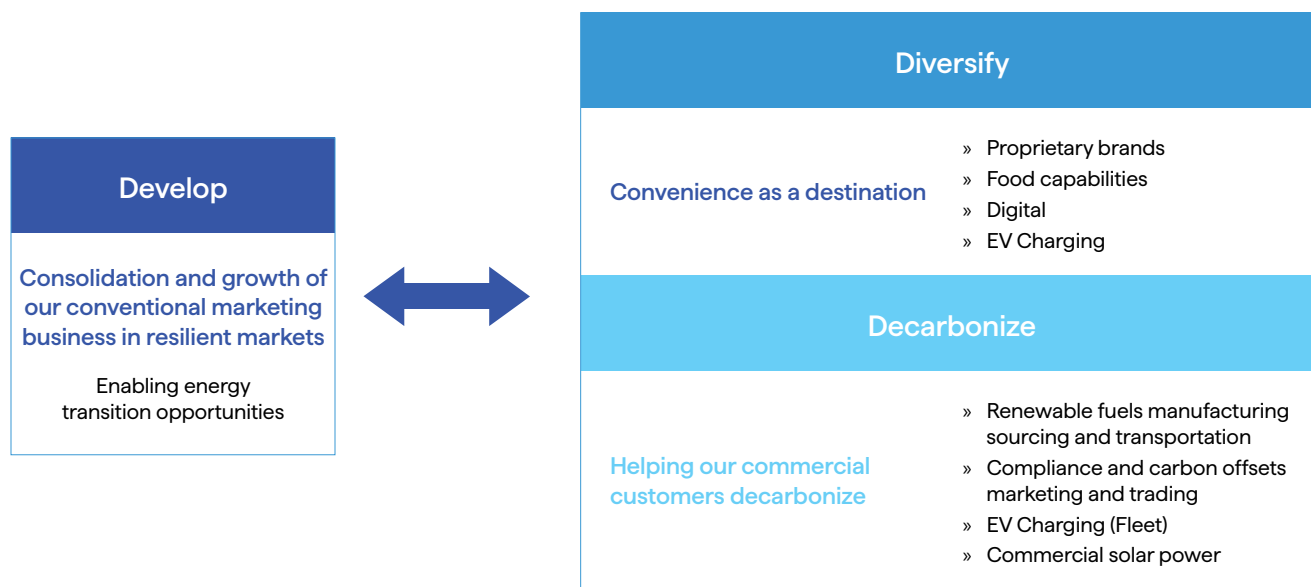 Develop
Consolidation and growth of
our conventional marketing
business in resilient markets
Enabling energy
transition opportunities
Diversify
Convenience as a destination
» Proprietary brands
» Food capabilities
» Digital
» EV Charging
Decarbonize
Helping our commercial
customers decarbonize
» Renewable fuels manufacturing
sourcing and transportation
» Compliance and carbon offsets
marketing and trading
» EV Charging (Fleet)
» Commercial solar power